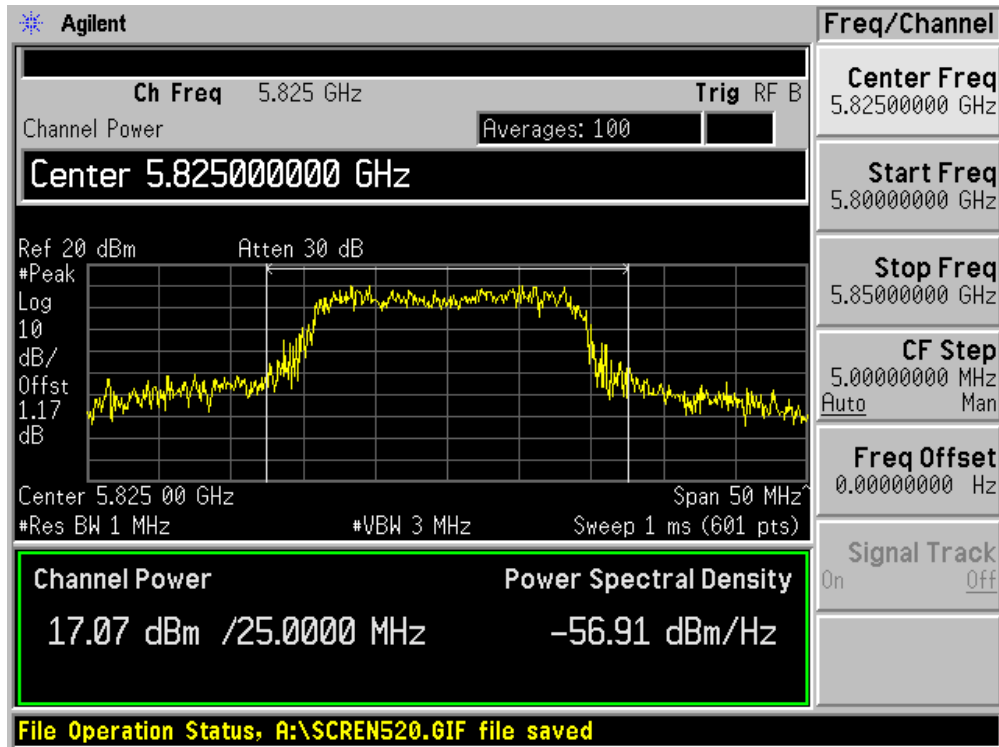 Agilent
Freq/Channel
Ch Freq 5.825 GHz Trig RF B
Channel Power Averages: 100
Center 5.825000000 GHz
Ref 20 dBm Atten 30 dB
#Peak
Log
10
dB/
Offst
1.17
dB
Center 5.825 00 GHz Span 50 MHz^
#Res BW 1 MHz #VBW 3 MHz Sweep 1 ms (601 pts)
Channel Power Power Spectral Density
17.07 dBm /25.0000 MHz -56.91 dBm/Hz
File Operation Status, A:\SCREN520.GIF file saved
Center Freq
5.82500000 GHz
Start Freq
5.80000000 GHz
Stop Freq
5.85000000 GHz
CF Step
5.00000000 MHz
Auto Man
Freq Offset
0.00000000 Hz
Signal Track
On Off